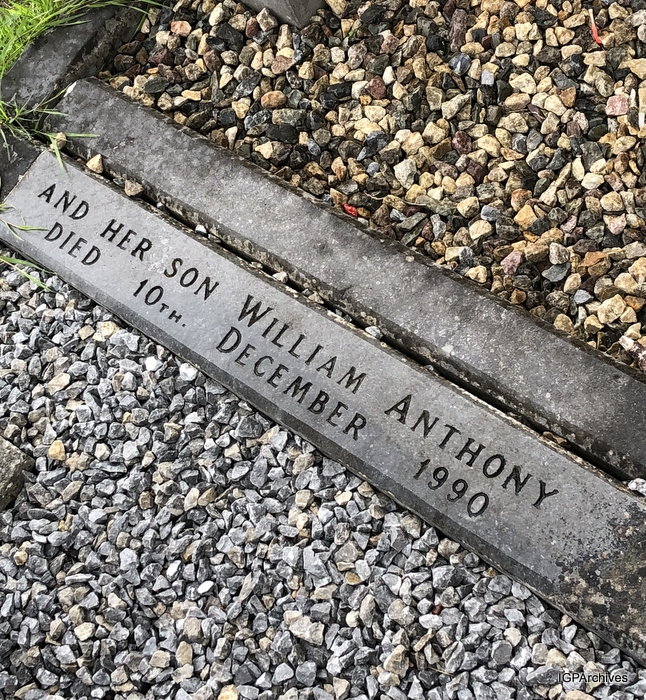 AND HER SON WILLIAM ANTHONY
DIED 10TH. DECEMBER 1990
IGPArchives